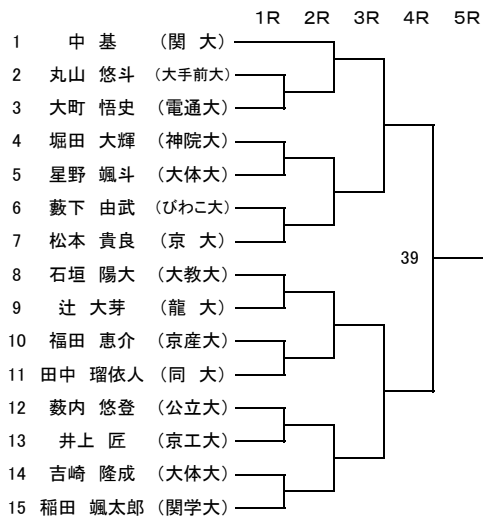 1R 2R 3R 4R 5R
1 中 基 (関 大)
2 丸山 悠斗 (大手前大)
3 大町 悟史 (電通大)
4 堀田 大輝 (神院大)
5 星野 颯斗 (大体大)
6 藪下 由武 (びわこ大)
7 松本 貴良 (京 大)
8 石垣 陽大 (大教大)
39
9 辻 大芽 (龍 大)
10 福田 恵介 (京産大)
11 田中 瑠依人 (同 大)
12 薮内 悠登 (公立大)
13 井上 匠 (京工大)
14 吉崎 隆成 (大体大)
15 稲田 颯太郎 (関学大)